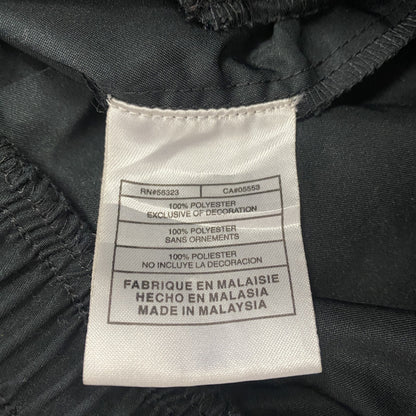 RN#56323 CA#05553
100% POLYESTER
EXCLUSIVE OF DECORATION
100% POLYESTER
SANS ORNEMENTS
100% POLIESTER
NO INCLUYE LA DECORACION
FABRIQUE EN MALAISIE
HECHO EN MALASIA
MADE IN MALAYSIA